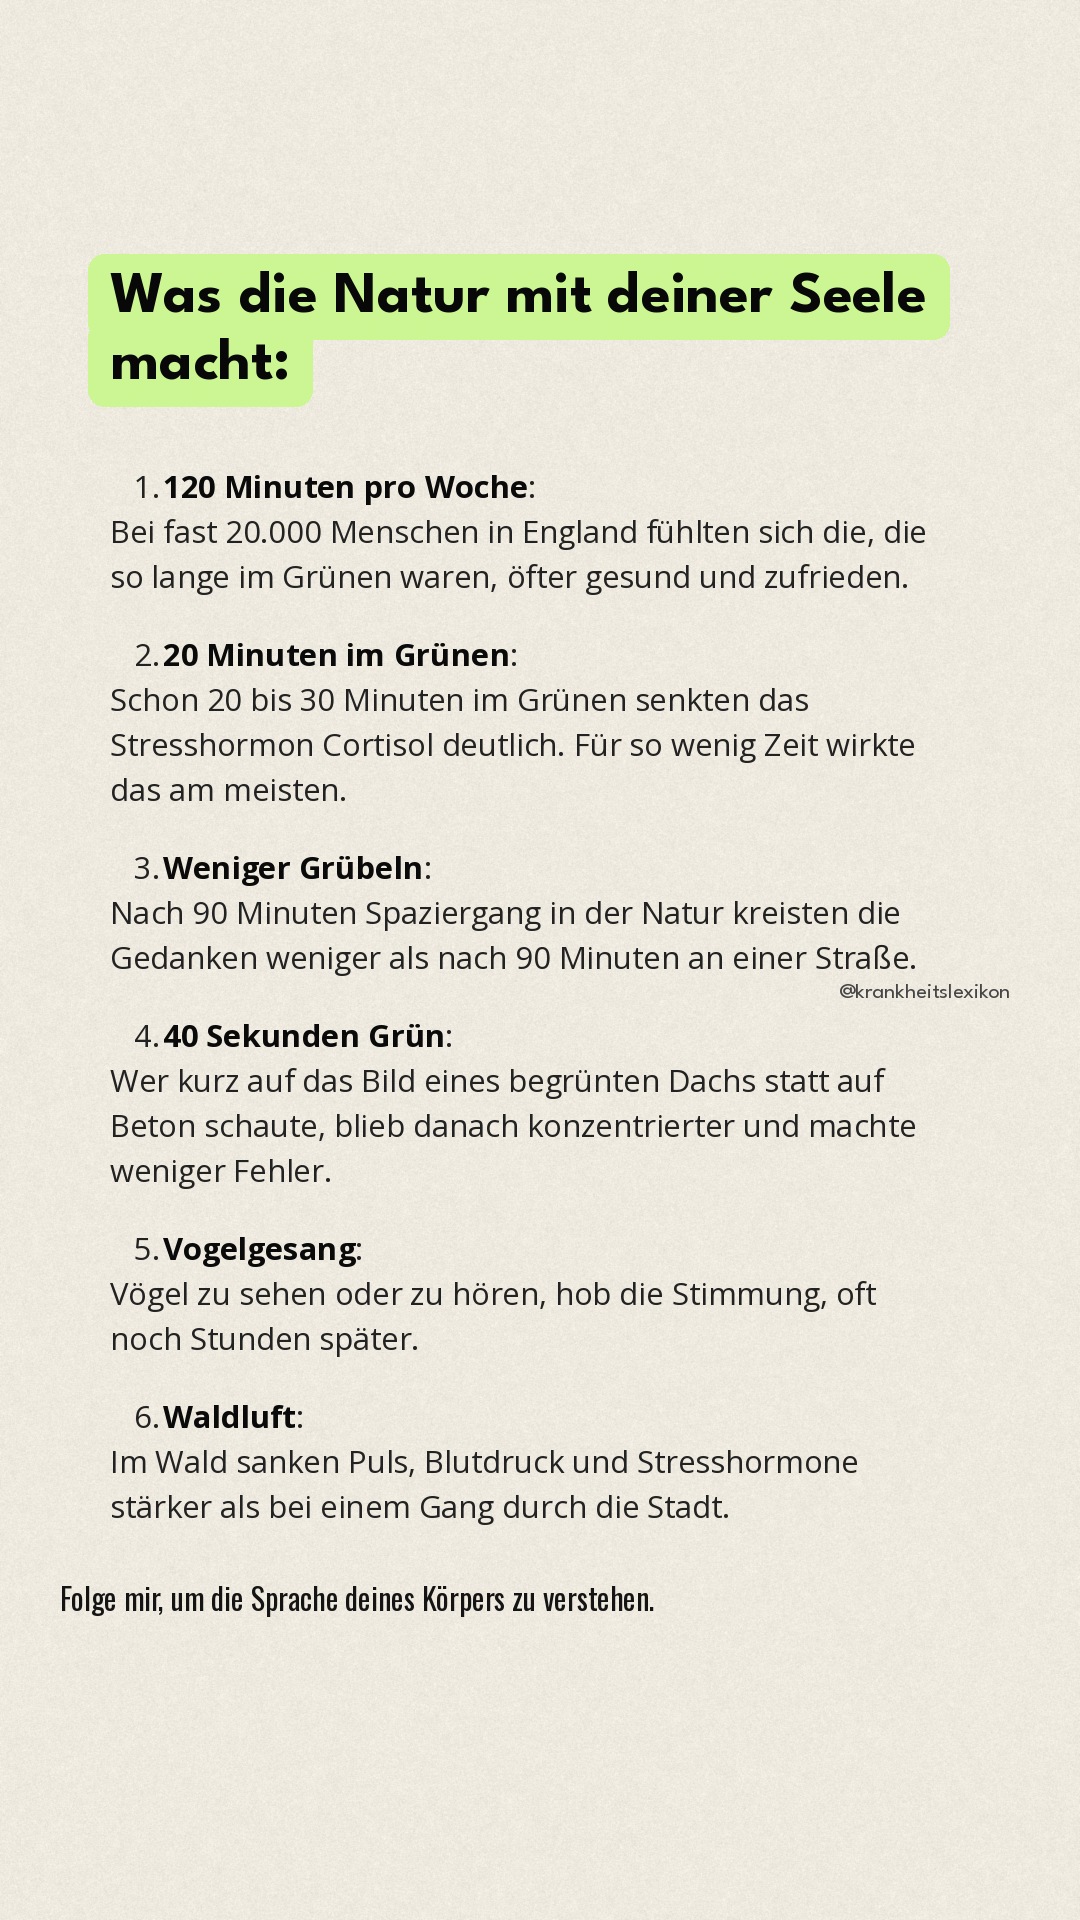 Was die Natur mit deiner Seele
macht:
1. 120 Minuten pro Woche:
Bei fast 20.000 Menschen in England fühlten sich die, die
so lange im Grünen waren, öfter gesund und zufrieden.
2. 20 Minuten im Grünen:
Schon 20 bis 30 Minuten im Grünen senkten das
Stresshormon Cortisol deutlich. Für so wenig Zeit wirkte
das am meisten.
3. Weniger Grübeln:
Nach 90 Minuten Spaziergang in der Natur kreisten die
Gedanken weniger als nach 90 Minuten an einer Straße.
@krankheitslexikon
4. 40 Sekunden Grün:
Wer kurz auf das Bild eines begrünten Dachs statt auf
Beton schaute, blieb danach konzentrierter und machte
weniger Fehler.
5. Vogelgesang:
Vögel zu sehen oder zu hören, hob die Stimmung, oft
noch Stunden später.
6. Waldluft:
Im Wald sanken Puls, Blutdruck und Stresshormone
stärker als bei einem Gang durch die Stadt.
Folge mir, um die Sprache deines Körpers zu verstehen.